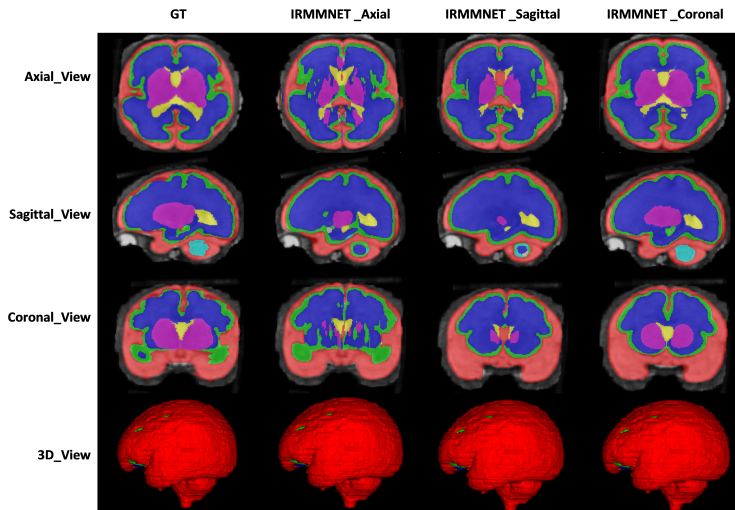 GT IRMMNET _Axial IRMMNET _Sagittal IRMMNET _Coronal
Axial_View
Sagittal_View
Coronal_View
3D_View